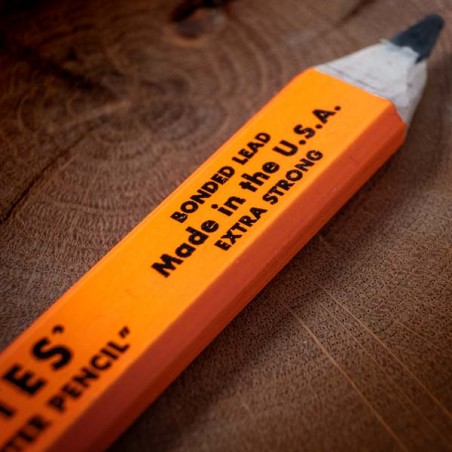 BONDED LEAD
Made in the U.S.A.
EXTRA STRONG
PENCIL”